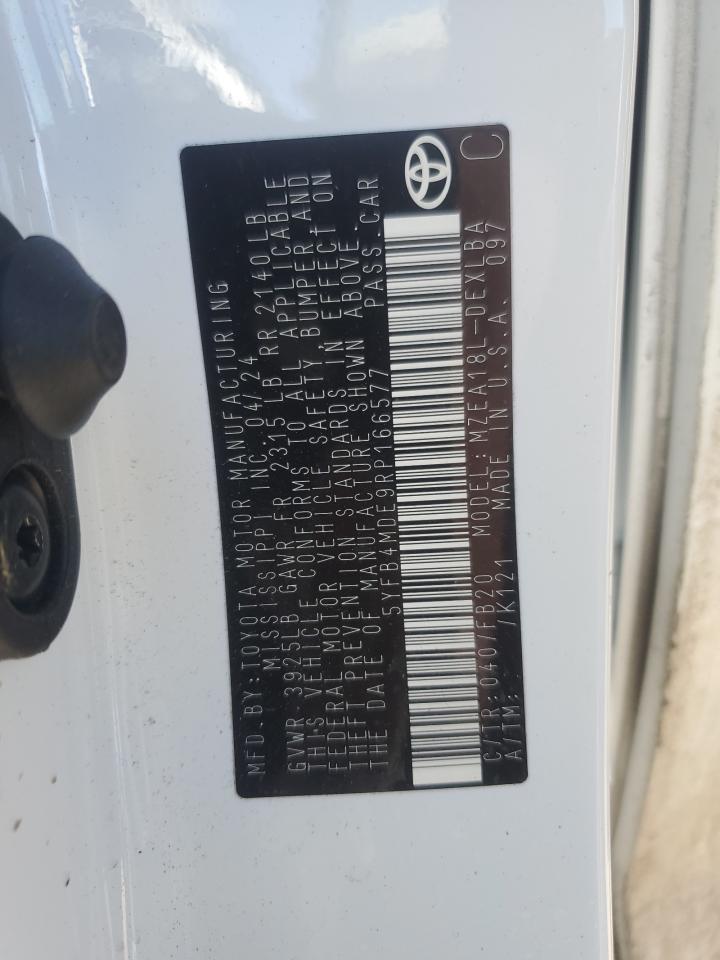 MFD.BY:TOYOTA MOTOR MANUFACTURING
MISSISSIPPI INC. 04/24
GVWR 3925LB GAWR FR 2315 LB RR 2140LB
THIS VEHICLE CONFORMS TO ALL APPLICABLE
FEDERAL MOTOR VEHICLE SAFETY, BUMPER,AND
THEFT PREVENTION STANDARDS IN EFFECT ON
THE DATE OF MANUFACTURE SHOWN ABOVE.
5YFB4MDE9RP166577 PASS.CAR
C/TR:040/FB20 MODEL:MZEA18L-DEXLBA C
A/TM: /K121 MADE IN U.S.A. 097